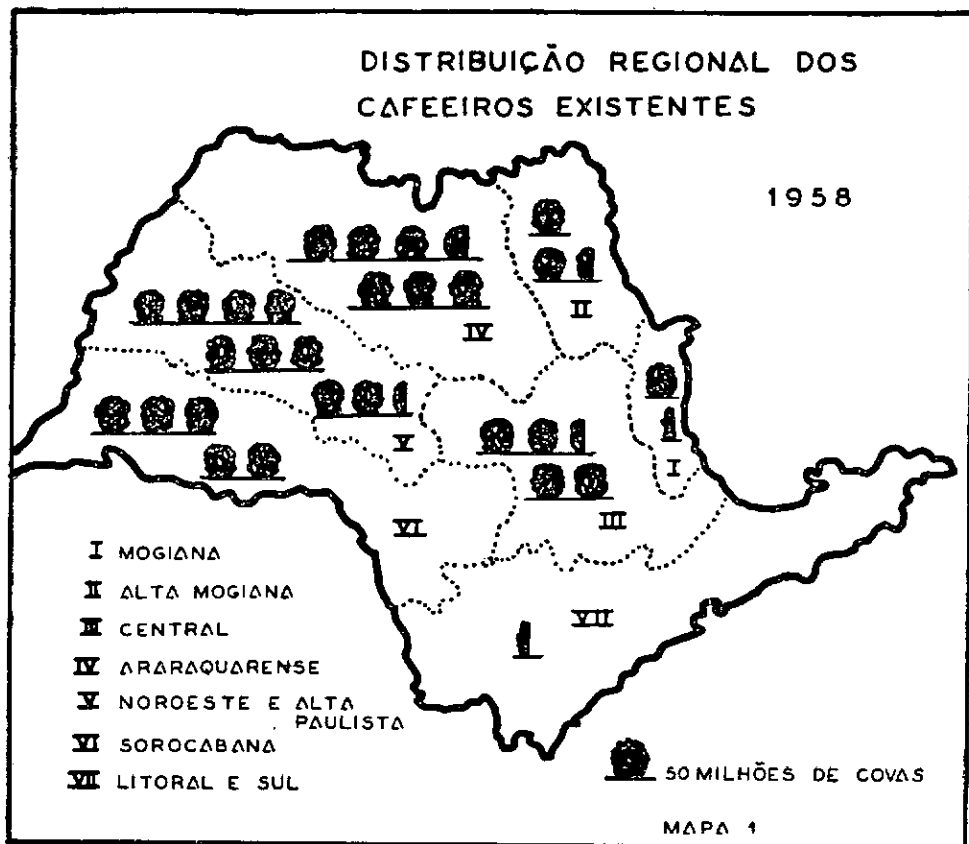 DISTRIBUIÇÃO REGIONAL DOS
CAFEEIROS EXISTENTES
1958
II
IV
V
I
III
VI
VII
I MOGIANA
II ALTA MOGIANA
III CENTRAL
IV ARARAQUARENSE
V NOROESTE E ALTA
PAULISTA
VI SOROCABANA
VII LITORAL E SUL
50 MILHÕES DE COVAS
MAPA 1